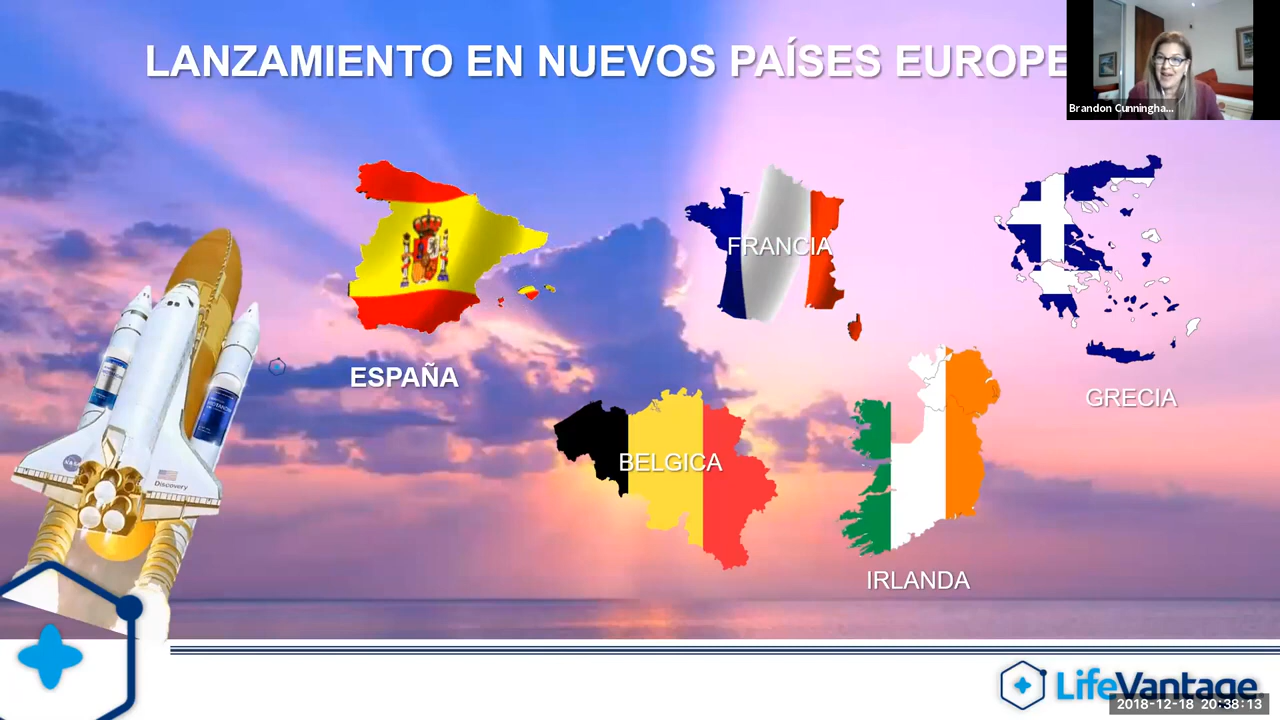 LANZAMIENTO EN NUEVOS PAÍSES EUROPE
Brandon Cunningha...
FRANCIA
ESPAÑA
GRECIA
BELGICA
Discovery
IRLANDA
LifeVantage
2018-12-18 20:38:13